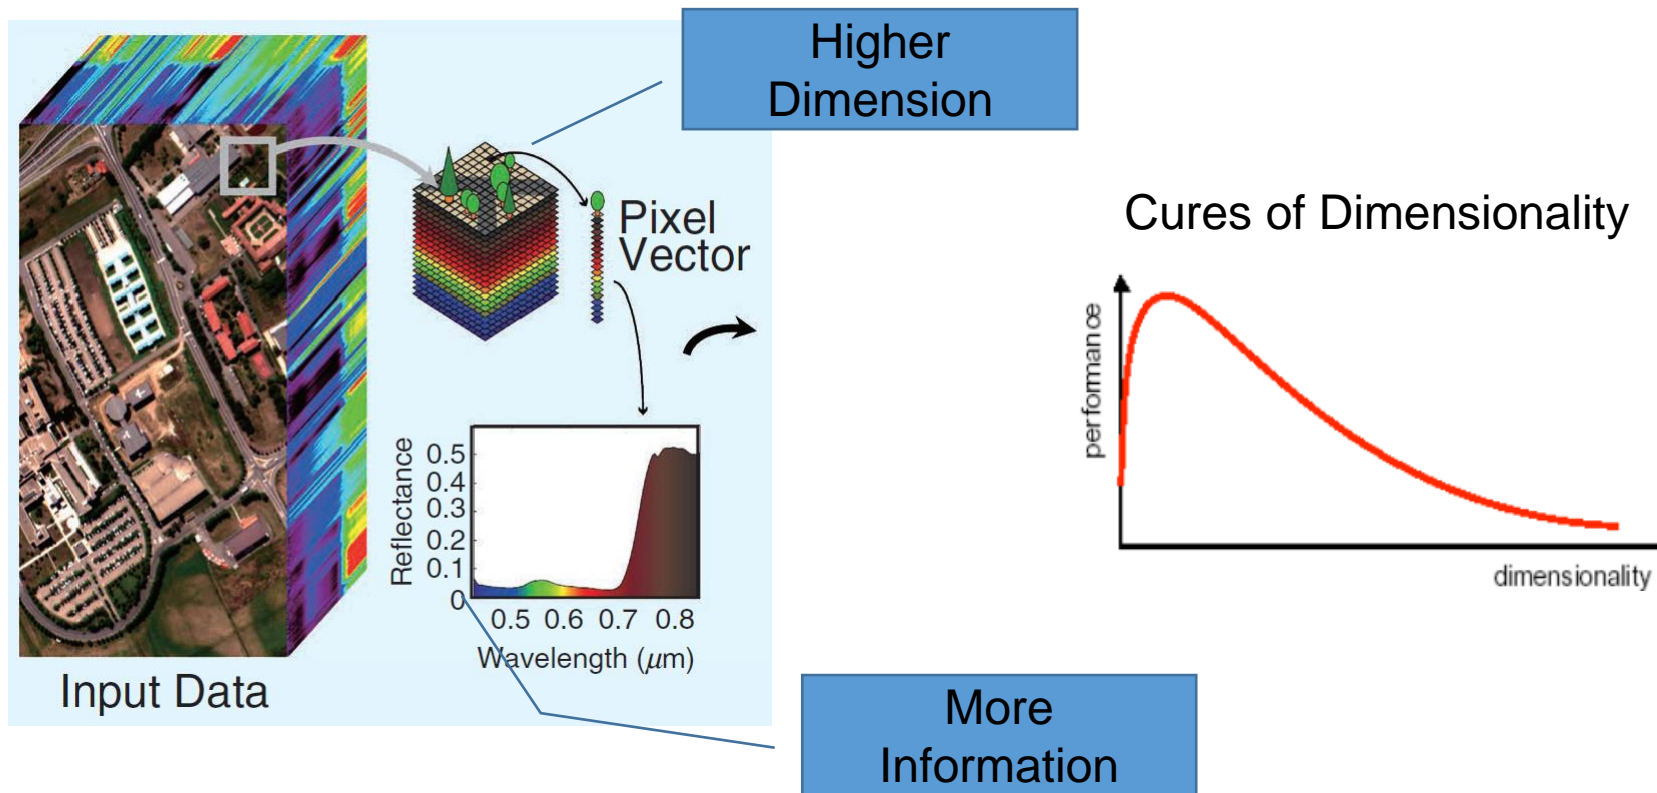 Higher
Dimension
Pixel
Vector
Cures of Dimensionality
performance
dimensionality
Reflectance
0.5
0.4
0.3
0.2
0.1
0
0.5 0.6 0.7 0.8
Wavelength (μm)
Input Data
More
Information